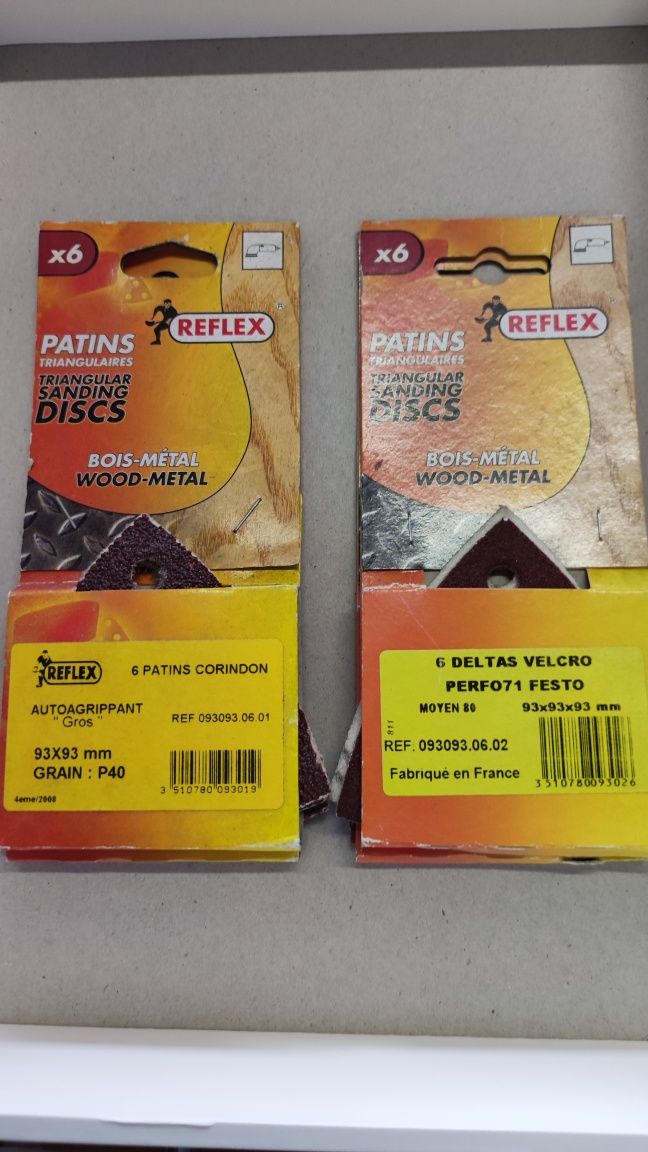 x6
REFLEX
®
PATINS
TRIANGULAIRES
TRIANGULAR
SANDING
DISCS
BOIS-MÉTAL
WOOD-METAL
REFLEX
6 PATINS CORINDON
AUTOAGRIPPANT
" Gros "
REF 093093.06.01
93X93 mm
GRAIN : P40
3 510780 093019
4eme/2008
x6
REFLEX
®
PATINS
TRIANGULAIRES
TRIANGULAR
SANDING
DISCS
BOIS-MÉTAL
WOOD-METAL
6 DELTAS VELCRO
PERFO71 FESTO
MOYEN 80
93x93x93 mm
811
REF. 093093.06.02
Fabriqué en France
3 510780 093026